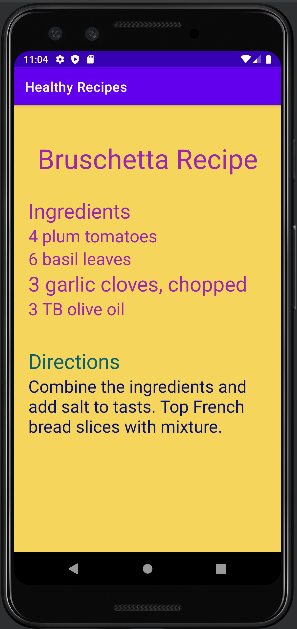 11:04
Healthy Recipes
Bruschetta Recipe
Ingredients
4 plum tomatoes
6 basil leaves
3 garlic cloves, chopped
3 TB olive oil
Directions
Combine the ingredients and
add salt to tasts. Top French
bread slices with mixture.